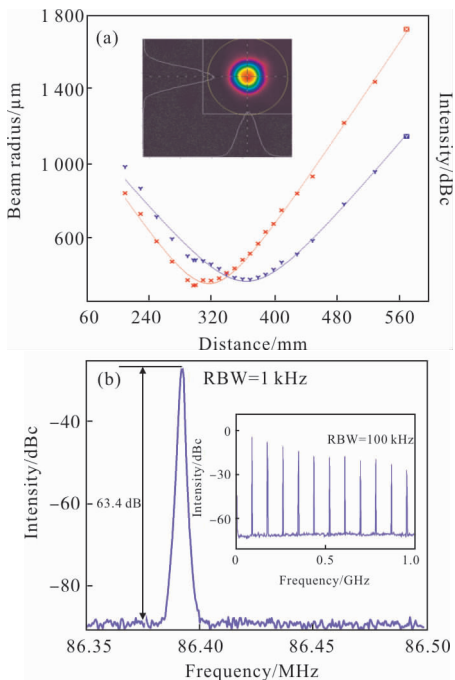 (a)
1 800
1 400
1 000
600
Beam radius/μm
Intensity/dBc
60
240
320
400
480
560
Distance/mm
(b)
RBW=1 kHz
−40
−60
−80
Intensity/dBc
63.4 dB
0
−30
−70
Intensity/dBc
RBW=100 kHz
0
0.5
1.0
Frequency/GHz
86.35
86.40
86.45
86.50
Frequency/MHz